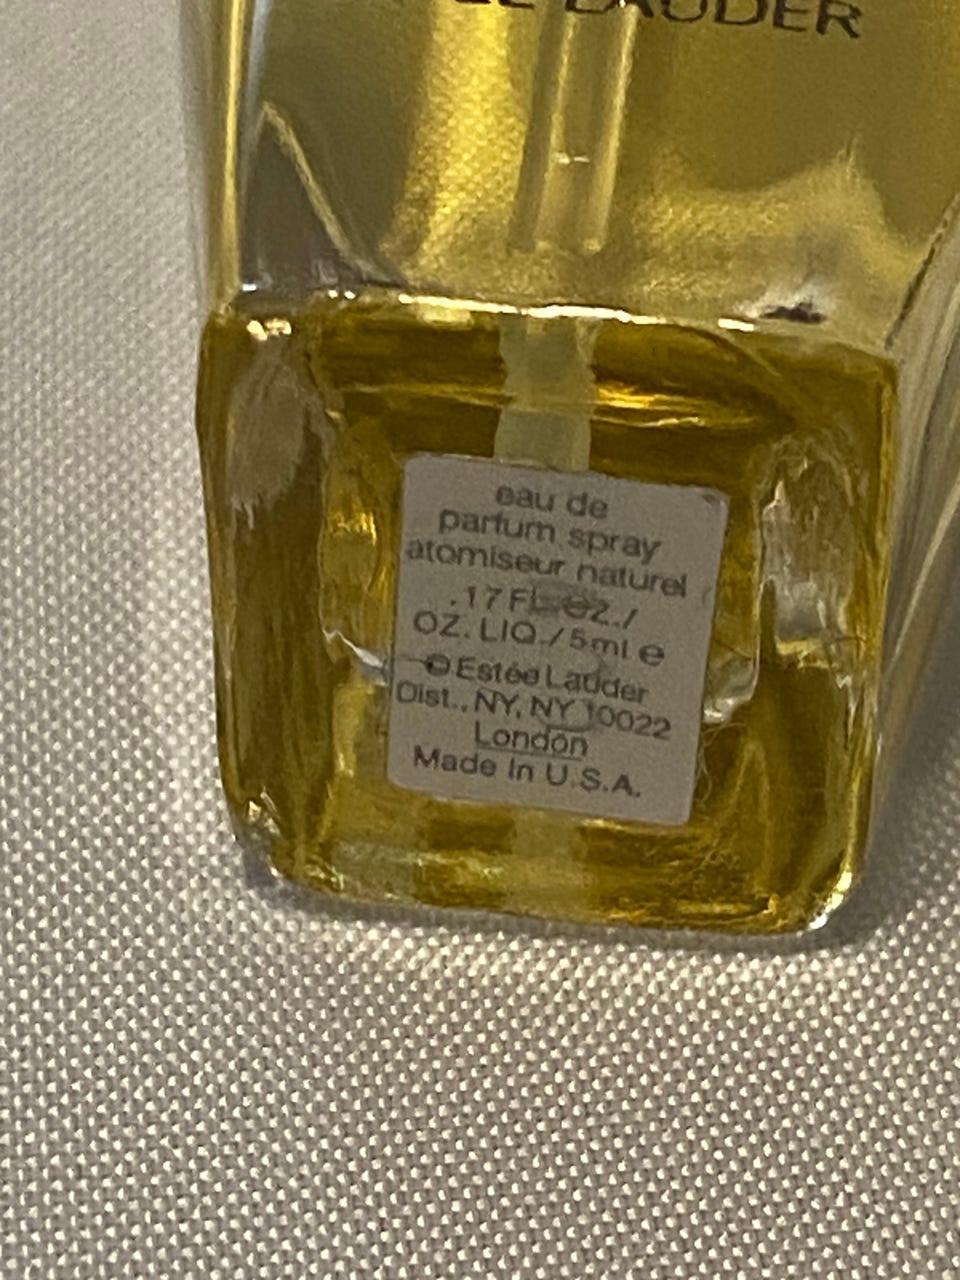 LAUDER
eau de
parfum spray
atomiseur naturel
.17 FL. OZ./
OZ. LIQ./5ml e
© Estée Lauder
Dist., NY, NY 10022
London
Made In U.S.A.